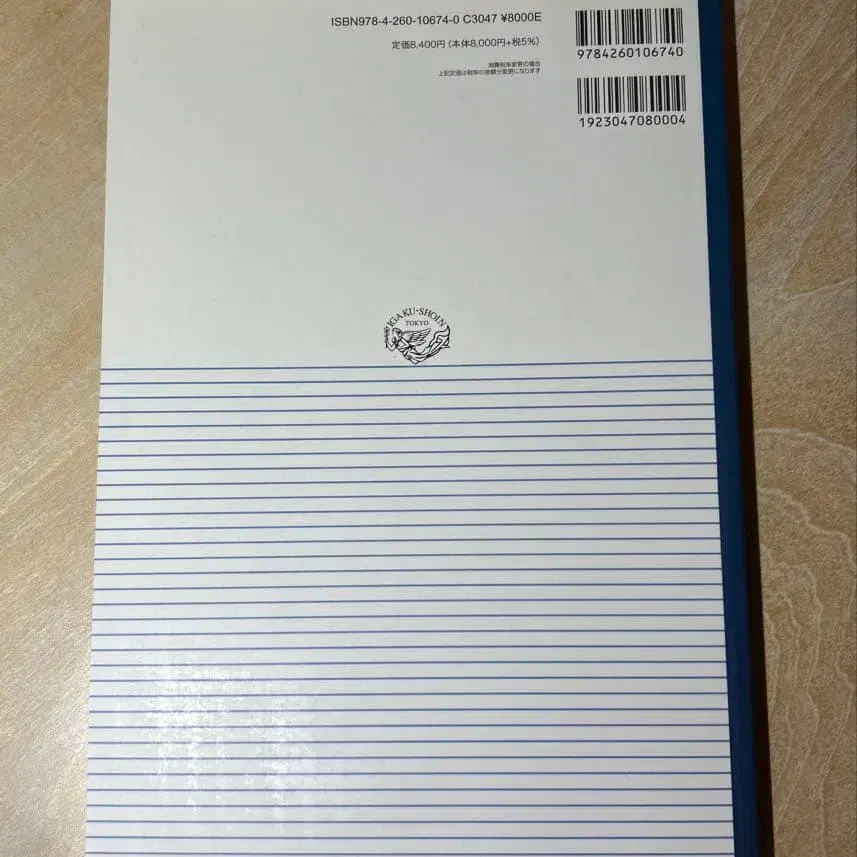 ISBN978-4-260-10674-0 C3047 ¥8000E
定価8,400円(本体8,000円+税5%)
消費税率変更の場合
上記定価は税率の差額分変更になります
9784260106740
1923047080004
IGAKU-SHOIN
TOKYO